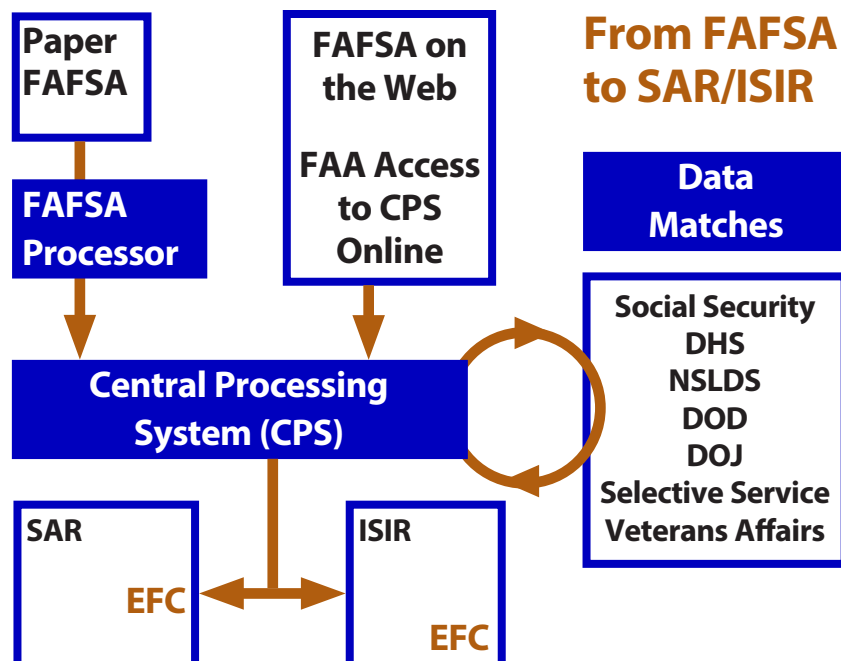 Paper
FAFSA
FAFSA
Processor
FAFSA on
the Web
FAA Access
to CPS
Online
From FAFSA
to SAR/ISIR
Data
Matches
Social Security
DHS
NSLDS
DOD
DOJ
Selective Service
Veterans Affairs
Central Processing
System (CPS)
SAR
EFC
ISIR
EFC